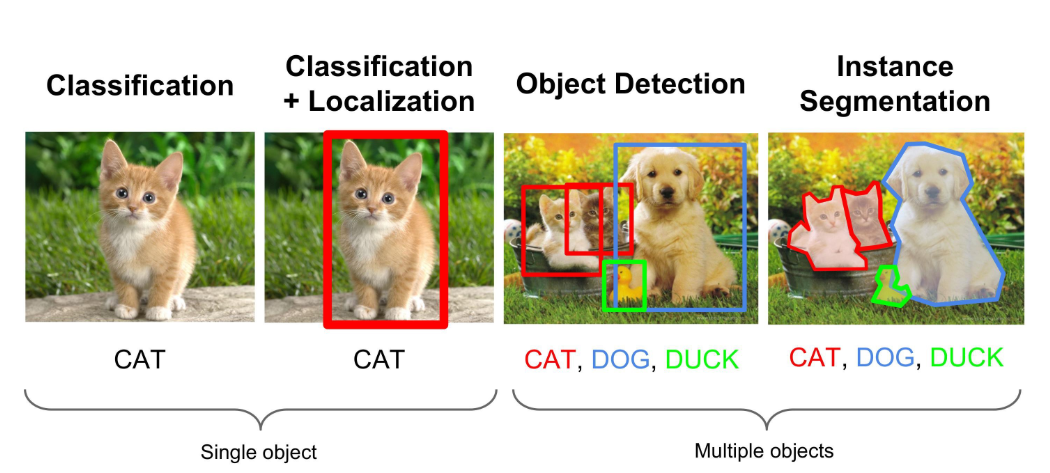 Classification
Classification
+ Localization
Object Detection
Instance
Segmentation
CAT
CAT
CAT, DOG, DUCK
CAT, DOG, DUCK
Single object
Multiple objects